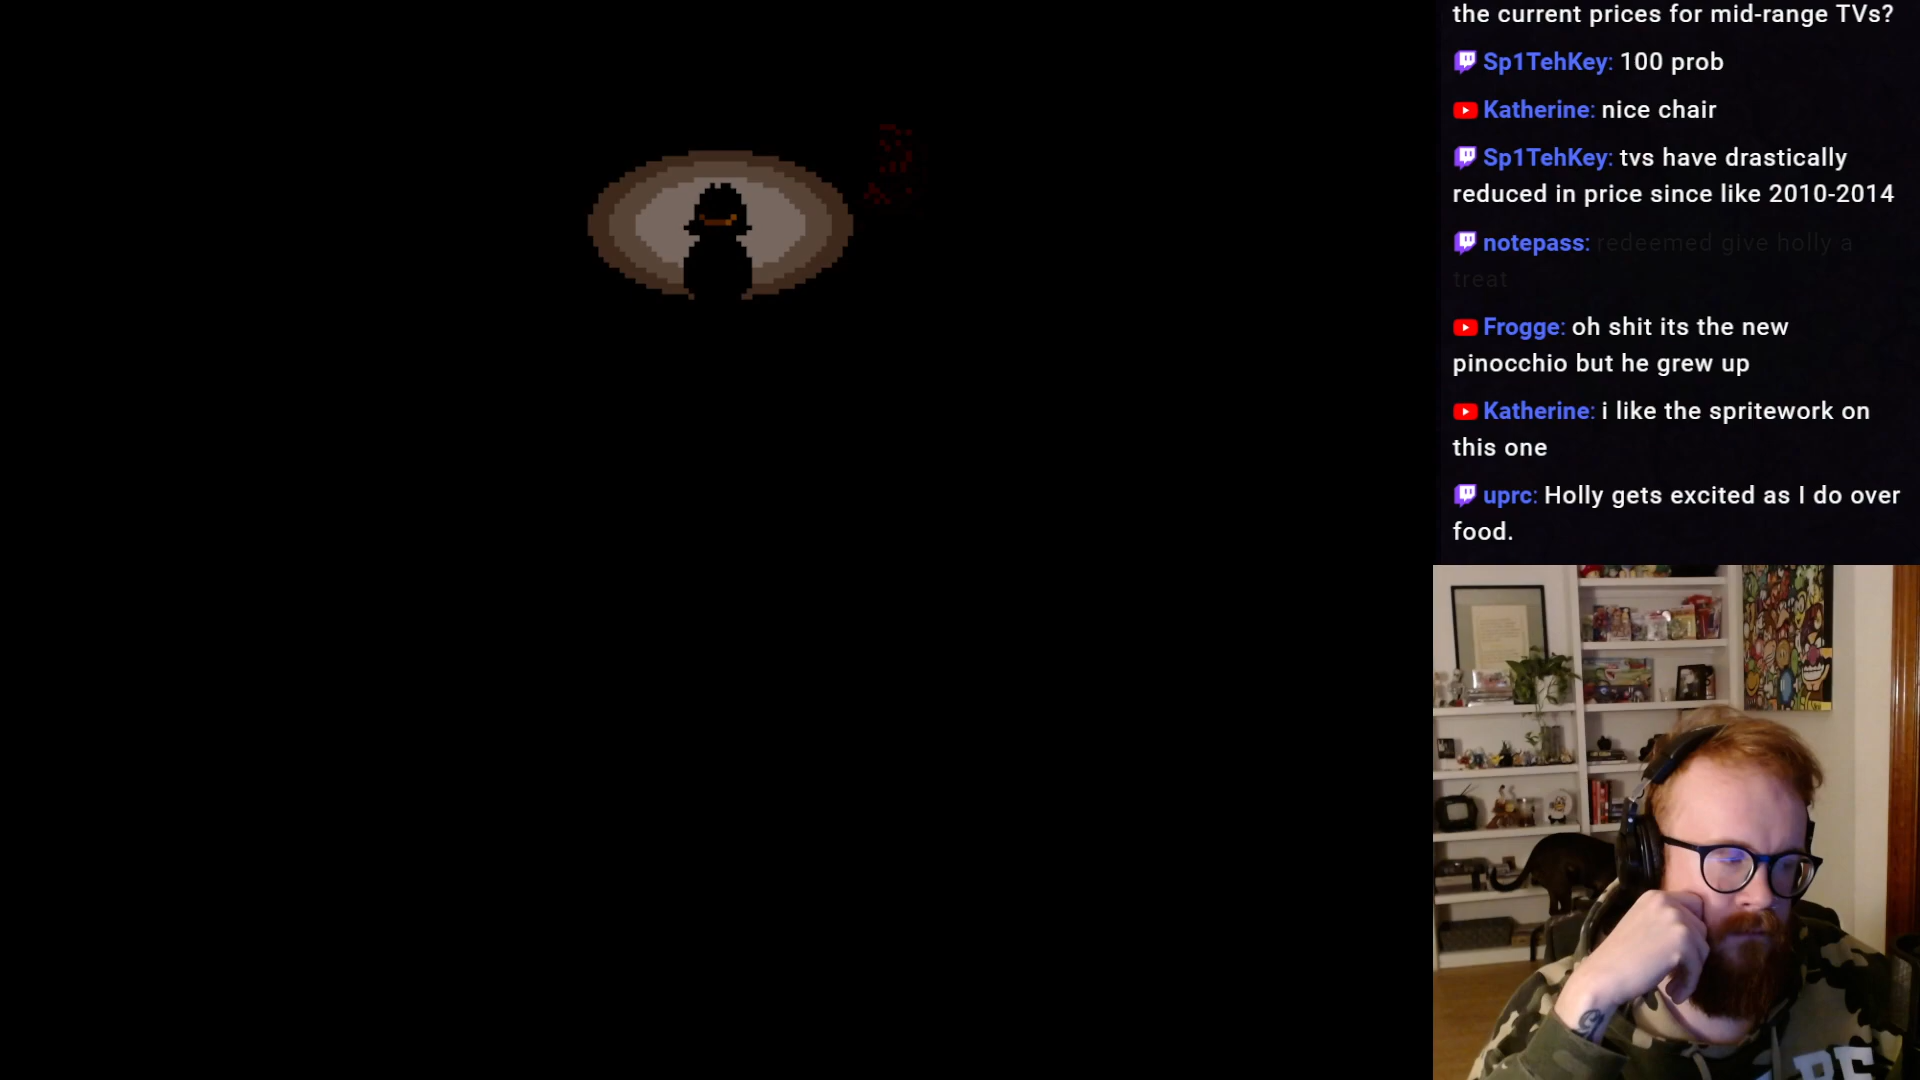 the current prices for mid-range TVs?
Sp1TehKey: 100 prob
Katherine: nice chair
Sp1TehKey: tvs have drastically
reduced in price since like 2010-2014
notepass: redeemed give holly a
treat
Frogge: oh shit its the new
pinocchio but he grew up
Katherine: i like the spritework on
this one
uprc: Holly gets excited as I do over
food.